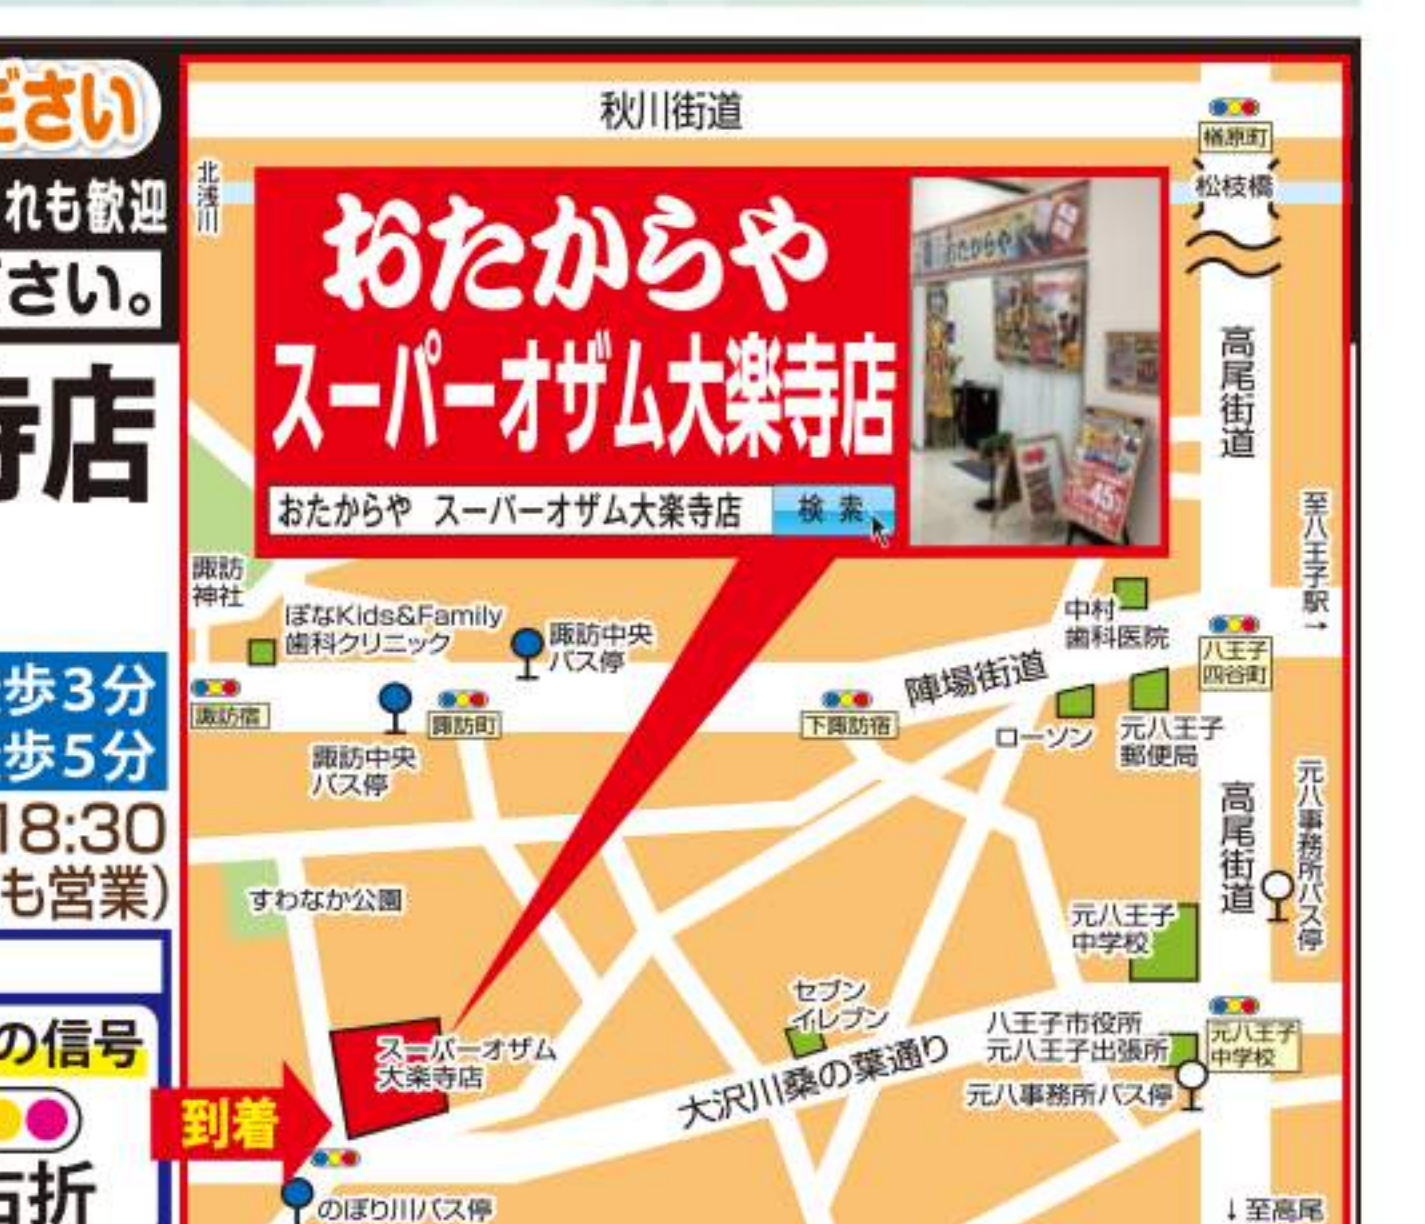 ださい
れも歓迎
ださい。
寺店
歩3分
歩5分
18:30
も営業)
の信号
右折
秋川街道
楢原町
松枝橋
北浅川
おたからや
スーパーオザム大楽寺店
おたからや スーパーオザム大楽寺店
検索
おたからや
高尾街道
至八王子駅→
諏訪
神社
ぽなKids&Family
歯科クリニック
諏訪中央
バス停
中村
歯科医院
八王子
四谷町
諏訪宿
諏訪町
諏訪中央
バス停
下諏訪宿
陣場街道
ローソン
元八王子
郵便局
高尾街道
元八事務所バス停
すわなか公園
元八王子
中学校
セブン
イレブン
スーパーオザム
大楽寺店
八王子市役所
元八王子出張所
元八王子
中学校
大沢川桑の葉通り
元八事務所バス停
到着
のぼり川バス停
↓至高尾